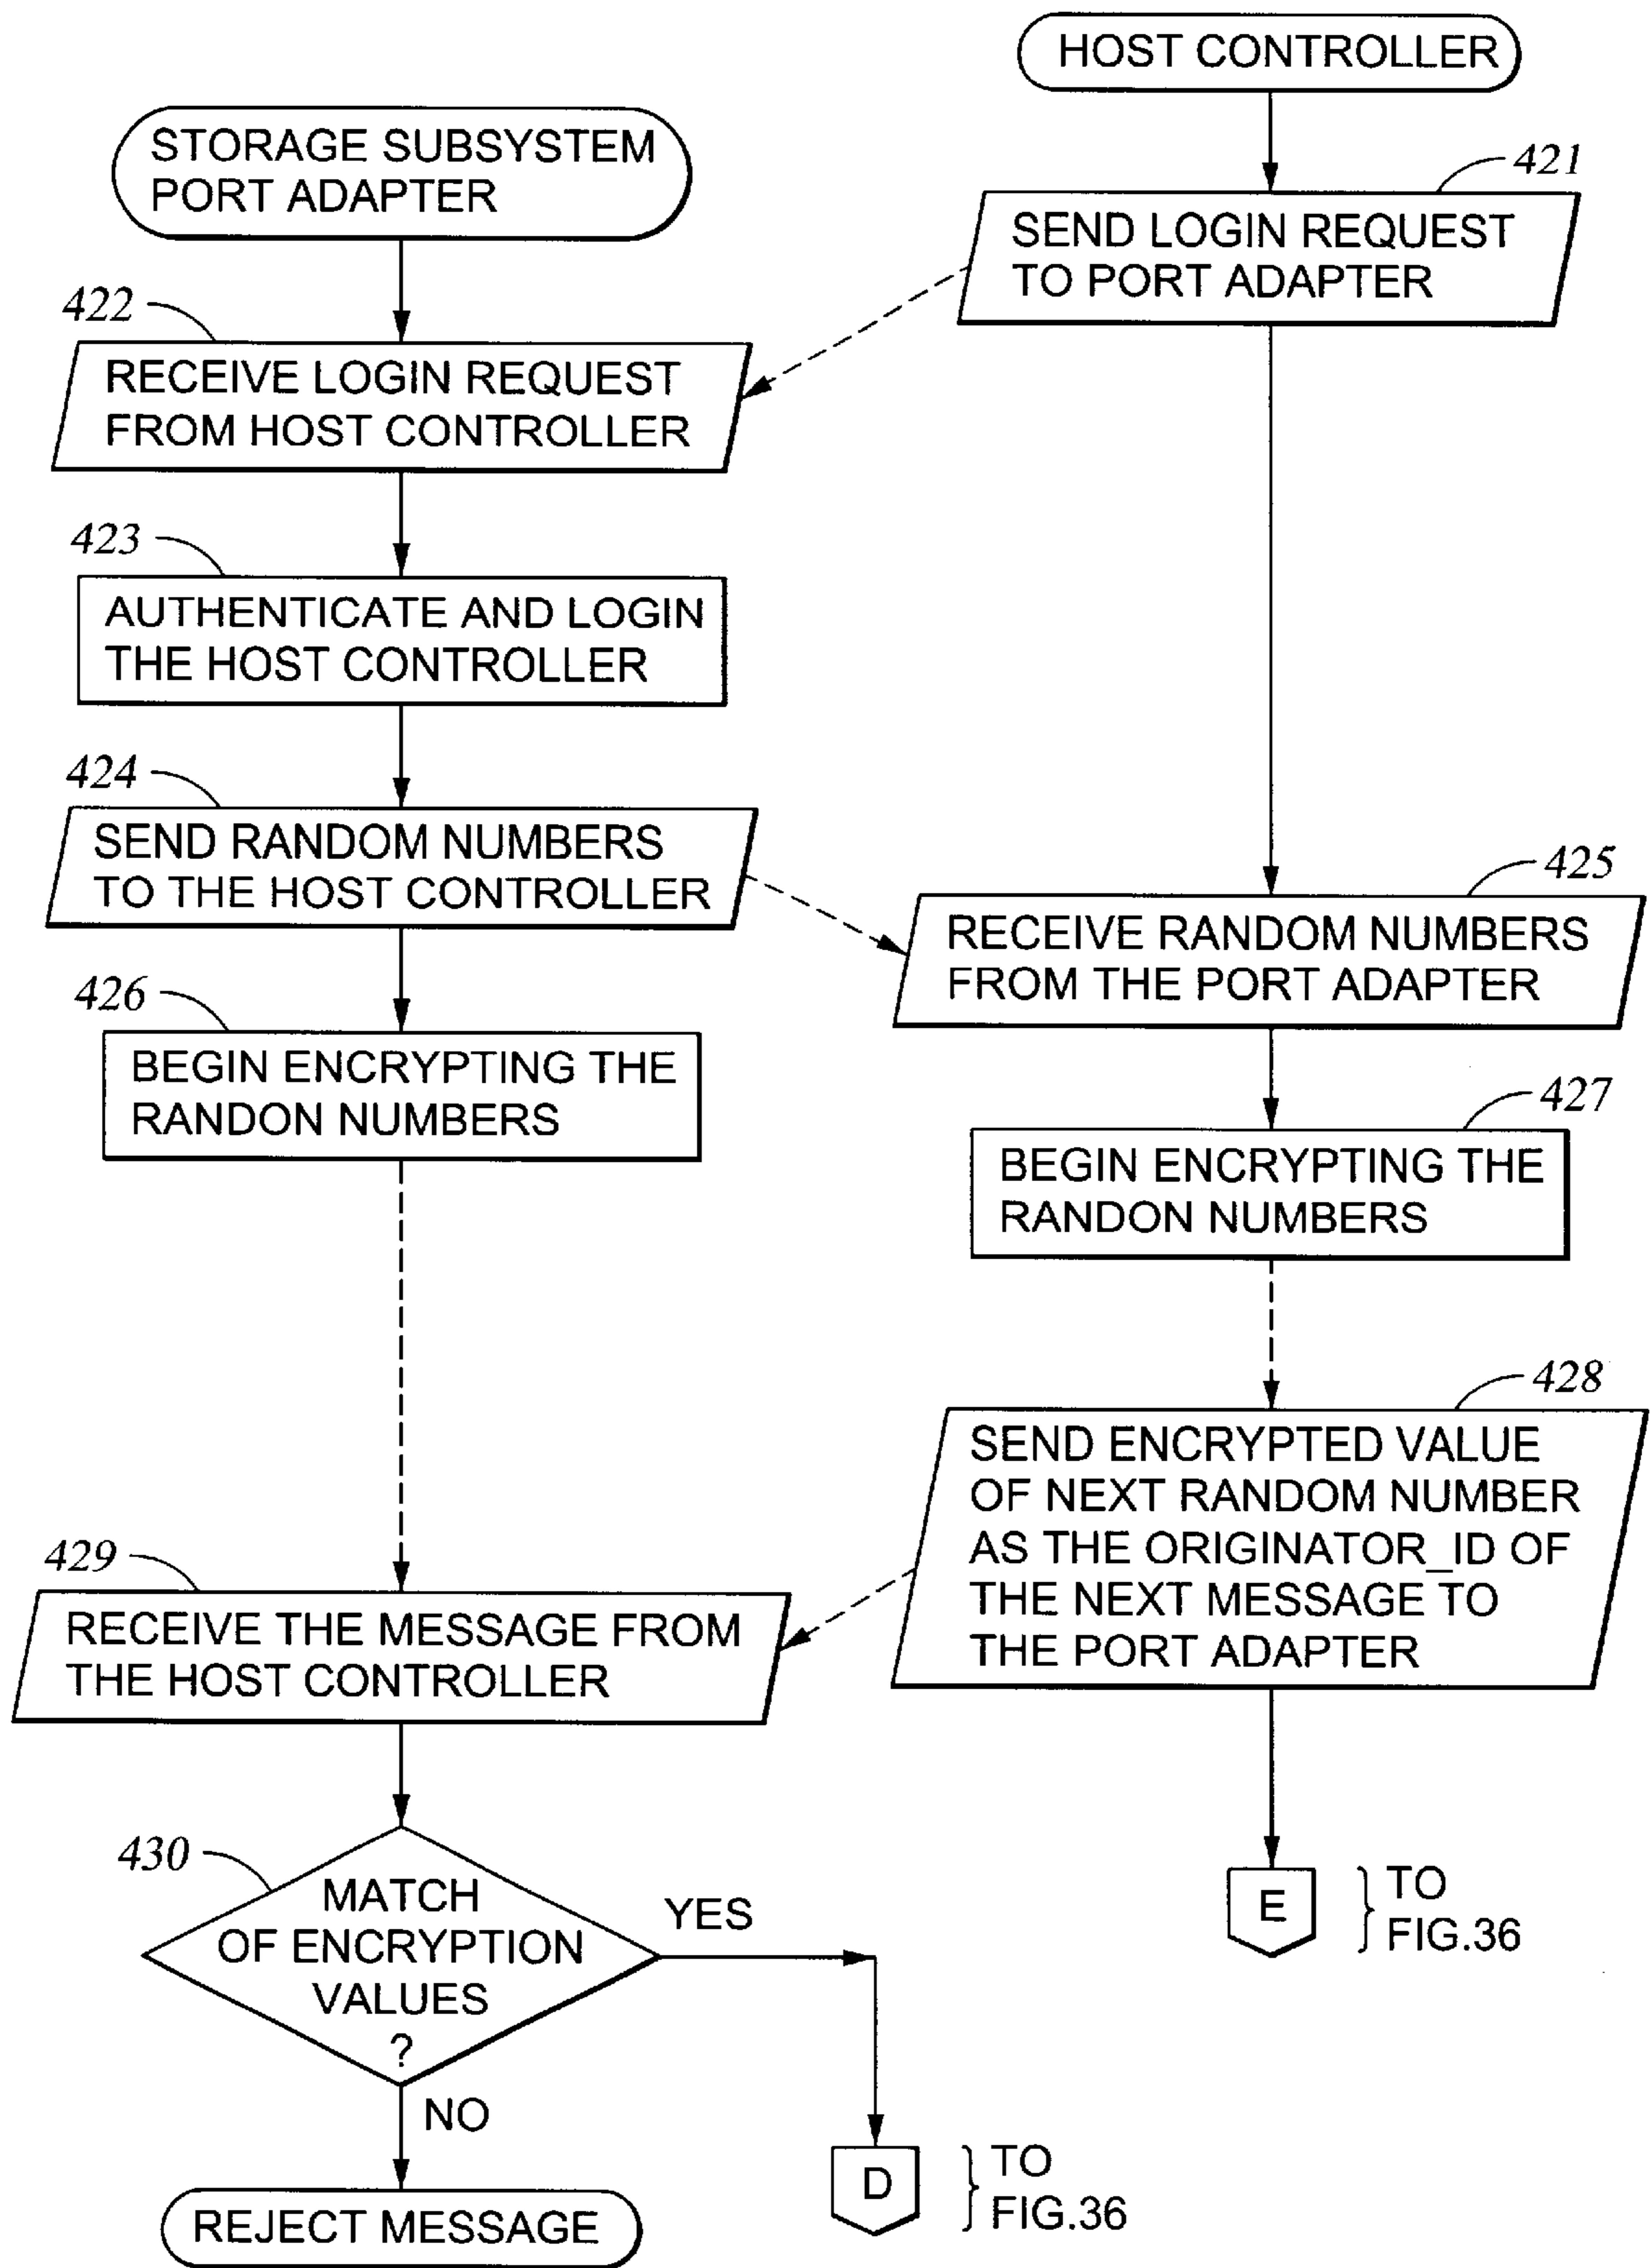 HOST CONTROLLER
STORAGE SUBSYSTEM
PORT ADAPTER
421
SEND LOGIN REQUEST
TO PORT ADAPTER
422
RECEIVE LOGIN REQUEST
FROM HOST CONTROLLER
423
AUTHENTICATE AND LOGIN
THE HOST CONTROLLER
424
SEND RANDOM NUMBERS
TO THE HOST CONTROLLER
425
RECEIVE RANDOM NUMBERS
FROM THE PORT ADAPTER
426
BEGIN ENCRYPTING THE
RANDON NUMBERS
427
BEGIN ENCRYPTING THE
RANDON NUMBERS
428
SEND ENCRYPTED VALUE
OF NEXT RANDOM NUMBER
AS THE ORIGINATOR_ID OF
THE NEXT MESSAGE TO
THE PORT ADAPTER
429
RECEIVE THE MESSAGE FROM
THE HOST CONTROLLER
430
MATCH
OF ENCRYPTION
VALUES
?
YES
E
TO
FIG.36
NO
D
TO
FIG.36
REJECT MESSAGE